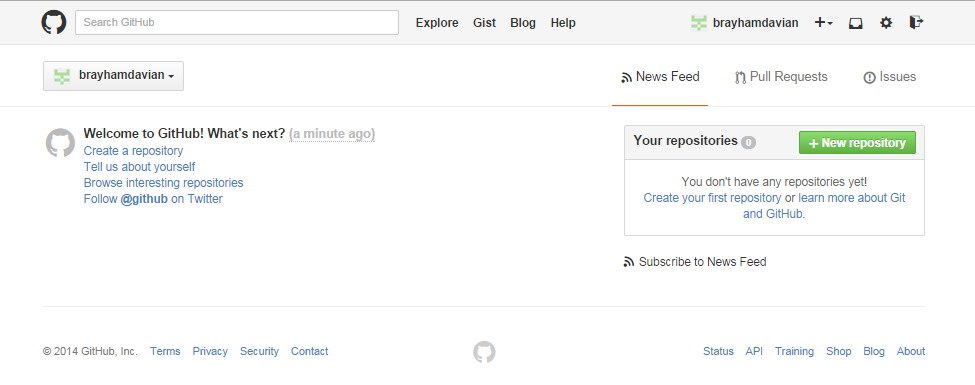 Search GitHub Explore Gist Blog Help brayhamdavian
brayhamdavian News Feed Pull Requests Issues
Welcome to GitHub! What's next? (a minute ago)
Create a repository
Tell us about yourself
Browse interesting repositories
Follow @github on Twitter
Your repositories 0 + New repository
You don't have any repositories yet!
Create your first repository or learn more about Git
and GitHub.
Subscribe to News Feed
© 2014 GitHub, Inc. Terms Privacy Security Contact Status API Training Shop Blog About